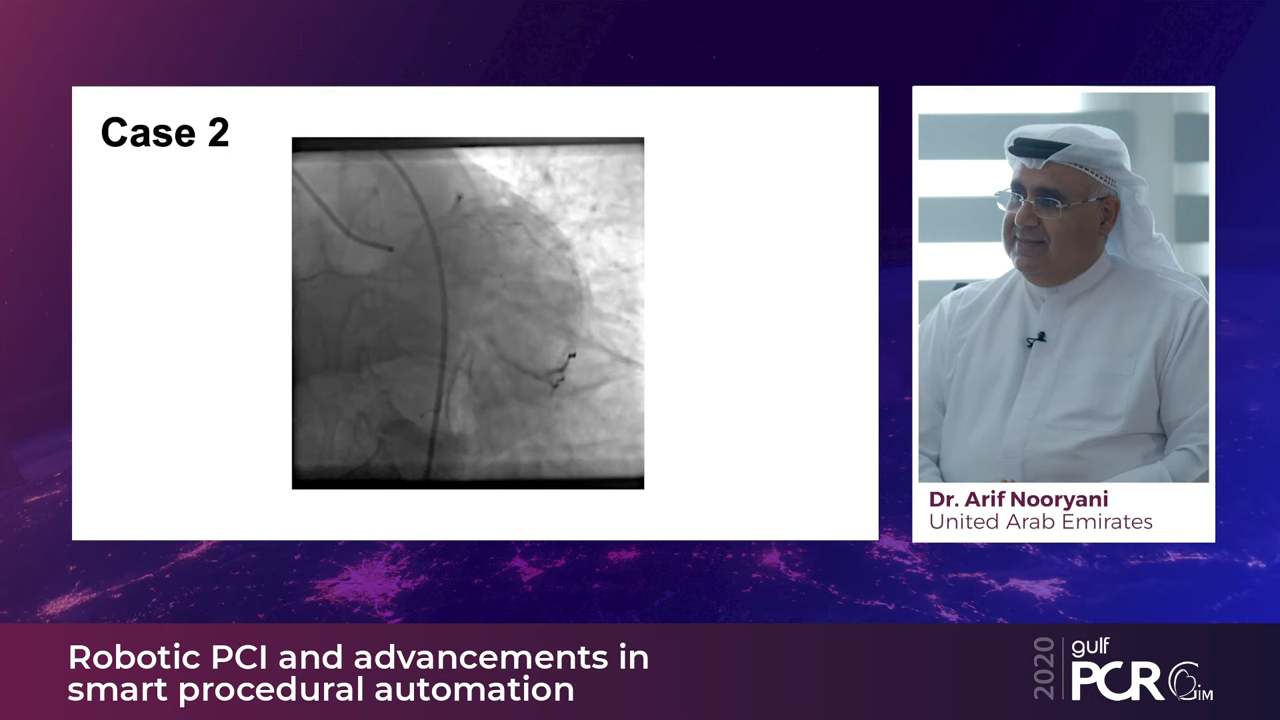 Case 2
Dr. Arif Nooryani
United Arab Emirates
Robotic PCI and advancements in
smart procedural automation
2020
gulf
PCR GIM